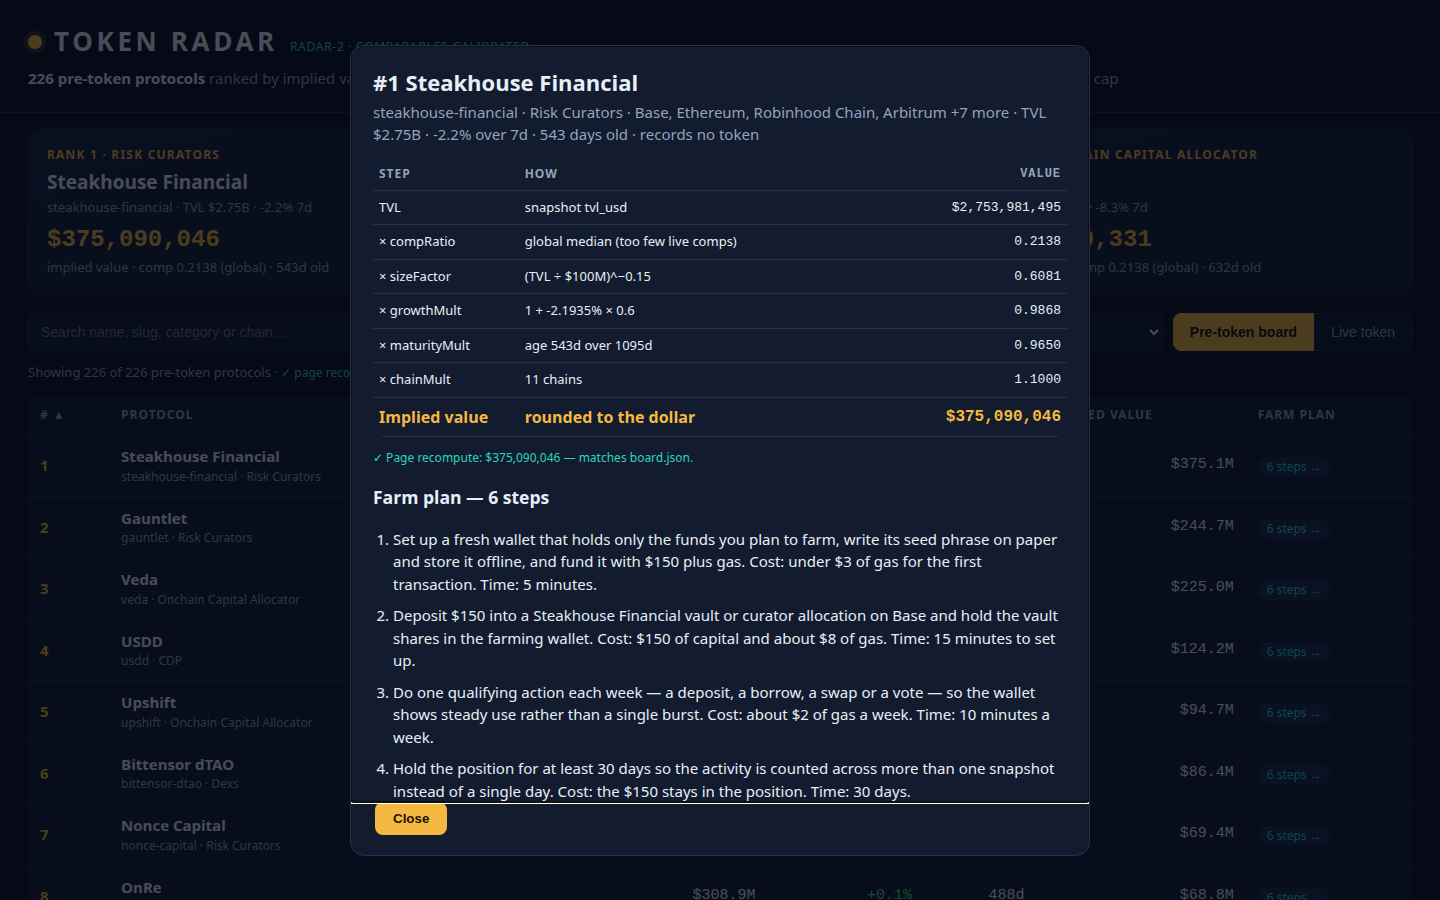 TOKEN RADAR RADAR-2 · COMPARABLES CALIBRATED
226 pre-token protocols ranked by implied va
cap
RANK 1 · RISK CURATORS
Steakhouse Financial
steakhouse-financial · TVL $2.75B · -2.2% 7d
$375,090,046
implied value · comp 0.2138 (global) · 543d old
AIN CAPITAL ALLOCATOR
· -8.3% 7d
9,331
mp 0.2138 (global) · 632d old
Search name, slug, category or chain…
Pre-token board
Live token
Showing 226 of 226 pre-token protocols · ✓ page reco
# ▲ PROTOCOL
ED VALUE FARM PLAN
1 Steakhouse Financial $375.1M 6 steps →
steakhouse-financial · Risk Curators
2 Gauntlet $244.7M 6 steps →
gauntlet · Risk Curators
3 Veda $225.0M 6 steps →
veda · Onchain Capital Allocator
4 USDD $124.2M 6 steps →
usdd · CDP
5 Upshift $94.7M 6 steps →
upshift · Onchain Capital Allocator
6 Bittensor dTAO $86.4M 6 steps →
bittensor-dtao · Dexs
7 Nonce Capital $69.4M 6 steps →
nonce-capital · Risk Curators
8 OnRe $308.9M +0.1% 488d $68.8M 6 steps →
#1 Steakhouse Financial
steakhouse-financial · Risk Curators · Base, Ethereum, Robinhood Chain, Arbitrum +7 more · TVL
$2.75B · -2.2% over 7d · 543 days old · records no token
STEP HOW VALUE
TVL snapshot tvl_usd $2,753,981,495
× compRatio global median (too few live comps) 0.2138
× sizeFactor (TVL ÷ $100M)^−0.15 0.6081
× growthMult 1 + -2.1935% × 0.6 0.9868
× maturityMult age 543d over 1095d 0.9650
× chainMult 11 chains 1.1000
Implied value rounded to the dollar $375,090,046
✓ Page recompute: $375,090,046 — matches board.json.
Farm plan — 6 steps
1. Set up a fresh wallet that holds only the funds you plan to farm, write its seed phrase on paper
and store it offline, and fund it with $150 plus gas. Cost: under $3 of gas for the first
transaction. Time: 5 minutes.
2. Deposit $150 into a Steakhouse Financial vault or curator allocation on Base and hold the vault
shares in the farming wallet. Cost: $150 of capital and about $8 of gas. Time: 15 minutes to set
up.
3. Do one qualifying action each week — a deposit, a borrow, a swap or a vote — so the wallet
shows steady use rather than a single burst. Cost: about $2 of gas a week. Time: 10 minutes a
week.
4. Hold the position for at least 30 days so the activity is counted across more than one snapshot
instead of a single day. Cost: the $150 stays in the position. Time: 30 days.
Close